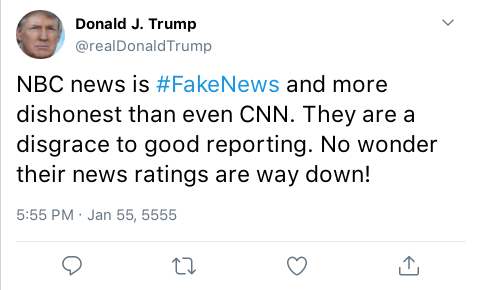 Donald J. Trump
@realDonaldTrump
NBC news is #FakeNews and more
dishonest than even CNN. They are a
disgrace to good reporting. No wonder
their news ratings are way down!
5:55 PM · Jan 55, 5555